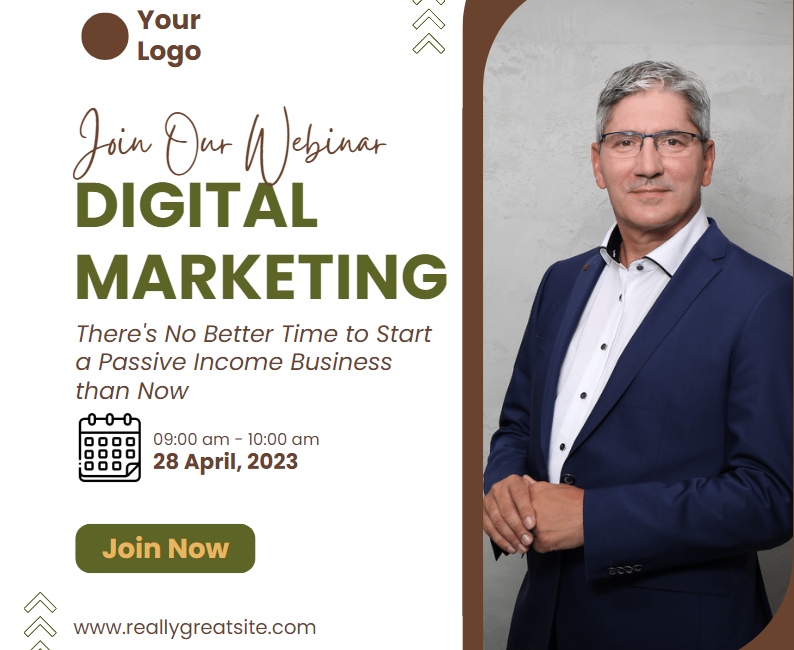 Your
Logo
Join Our Webinar
DIGITAL
MARKETING
There's No Better Time to Start
a Passive Income Business
than Now
09:00 am - 10:00 am
28 April, 2023
Join Now
www.reallygreatsite.com